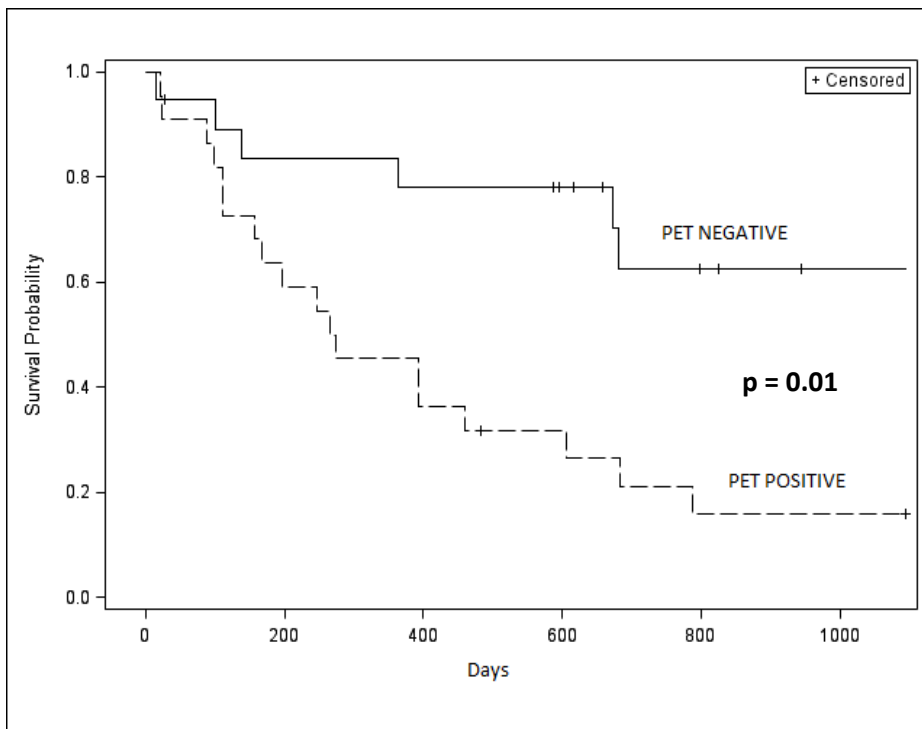 1.0
+ Censored
0.8
PET NEGATIVE
0.6
Survival Probability
0.4
p = 0.01
0.2
PET POSITIVE
0.0
0 200 400 600 800 1000
Days